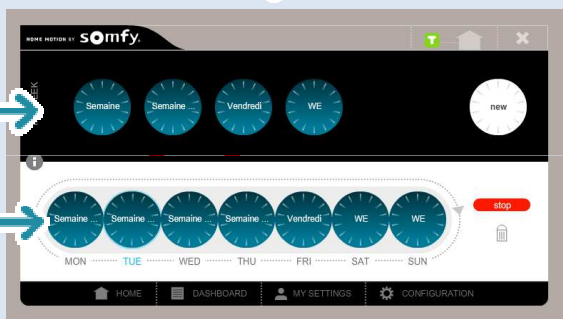 HOME MOTION BY somfy.
T
Semaine
Semaine ...
Vendredi
WE
new
i
Semaine ...
Semaine ...
Semaine ...
Semaine ...
Vendredi
WE
WE
stop
MON
TUE
WED
THU
FRI
SAT
SUN
HOME
DASHBOARD
MY SETTINGS
CONFIGURATION